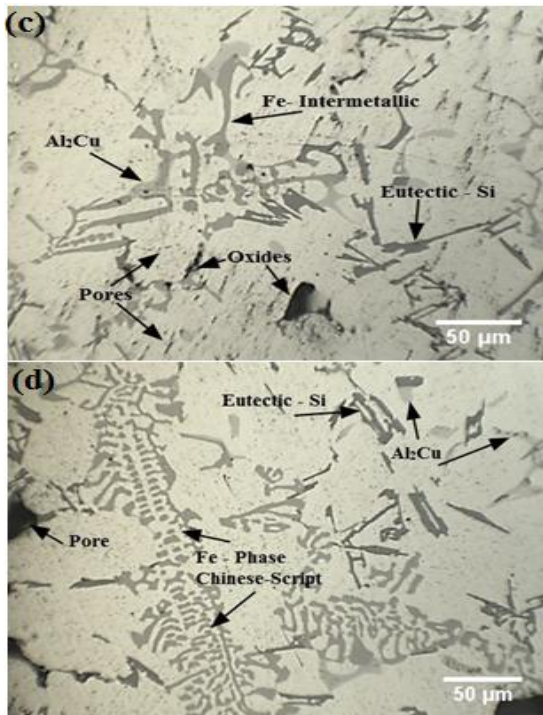 (c)
Fe- Intermetallic
Al₂Cu
Eutectic - Si
Oxides
Pores
50 µm
(d)
Eutectic - Si
Al₂Cu
Pore
Fe - Phase
Chinese-Script
50 µm